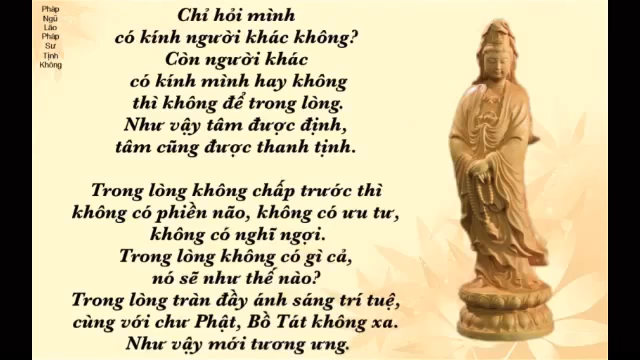 Pháp
Ngũ
Lão
Pháp
Sư
Tịnh
Không
Chỉ hỏi mình
có kính người khác không?
Còn người khác
có kính mình hay không
thì không để trong lòng.
Như vậy tâm được định,
tâm cũng được thanh tịnh.
Trong lòng không chấp trước thì
không có phiền não, không có ưu tư,
không có nghĩ ngợi.
Trong lòng không có gì cả,
nó sẽ như thế nào?
Trong lòng tràn đầy ánh sáng trí tuệ,
cùng với chư Phật, Bồ Tát không xa.
Như vậy mới tương ưng.